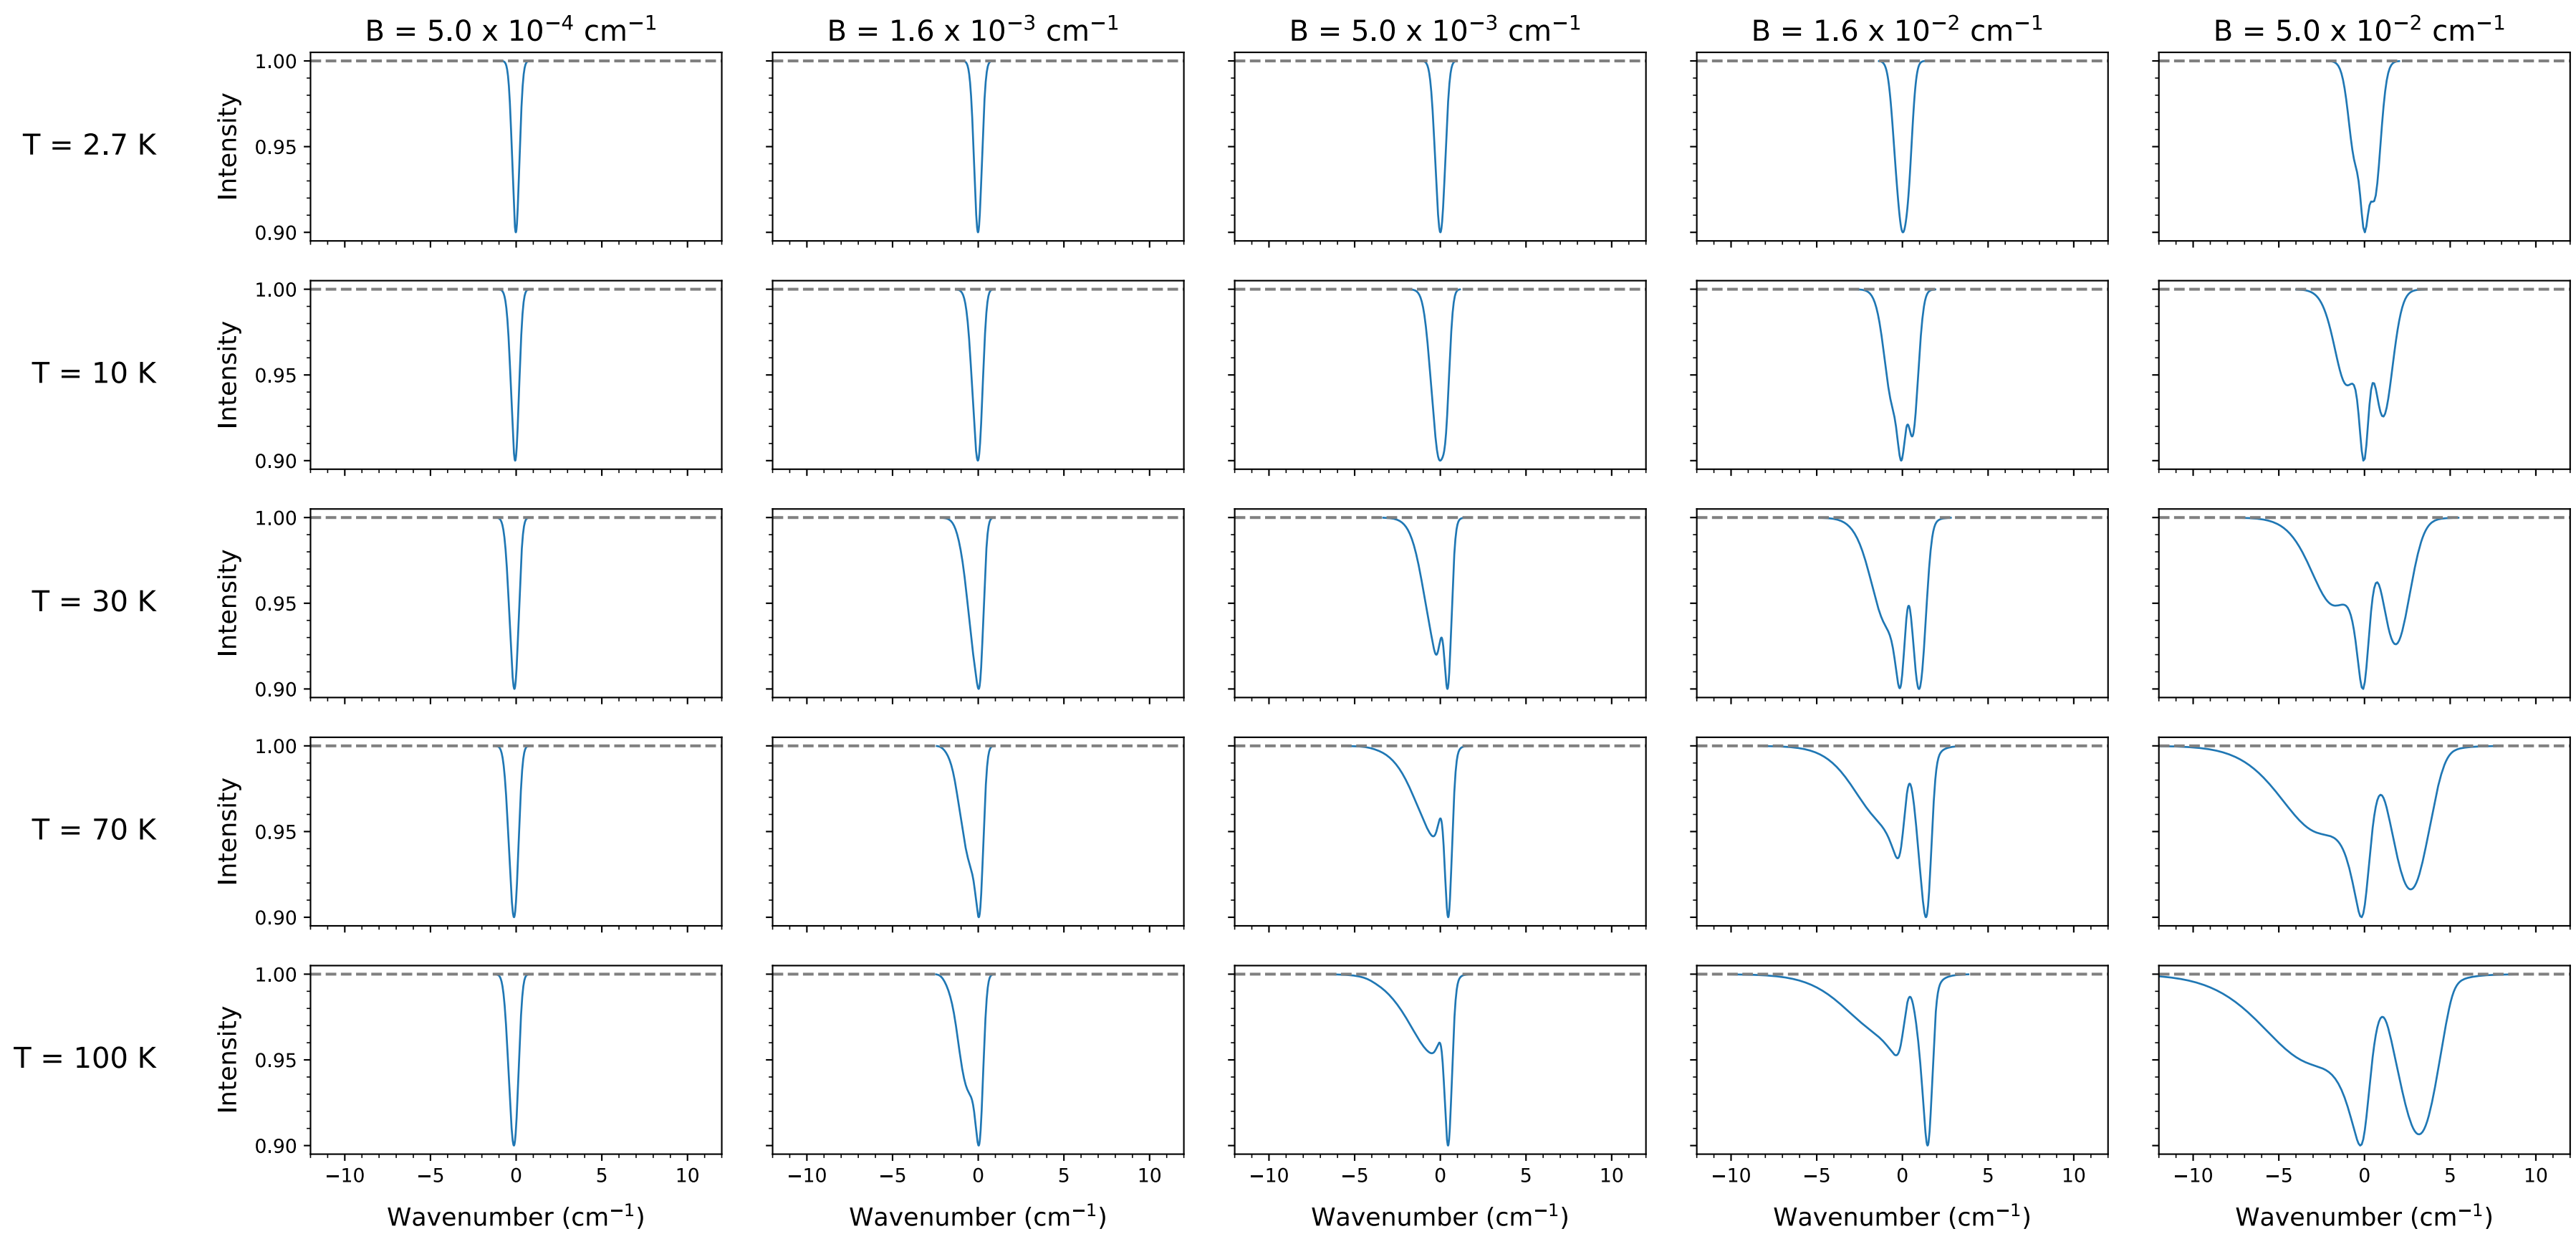 B = 5.0 x 10⁻⁴ cm⁻¹
B = 1.6 x 10⁻³ cm⁻¹
B = 5.0 x 10⁻³ cm⁻¹
B = 1.6 x 10⁻² cm⁻¹
B = 5.0 x 10⁻² cm⁻¹
T = 2.7 K
Intensity
1.00
0.95
0.90
T = 10 K
Intensity
1.00
0.95
0.90
T = 30 K
Intensity
1.00
0.95
0.90
T = 70 K
Intensity
1.00
0.95
0.90
T = 100 K
Intensity
1.00
0.95
0.90
−10 −5 0 5 10
−10 −5 0 5 10
−10 −5 0 5 10
−10 −5 0 5 10
−10 −5 0 5 10
Wavenumber (cm⁻¹)
Wavenumber (cm⁻¹)
Wavenumber (cm⁻¹)
Wavenumber (cm⁻¹)
Wavenumber (cm⁻¹)